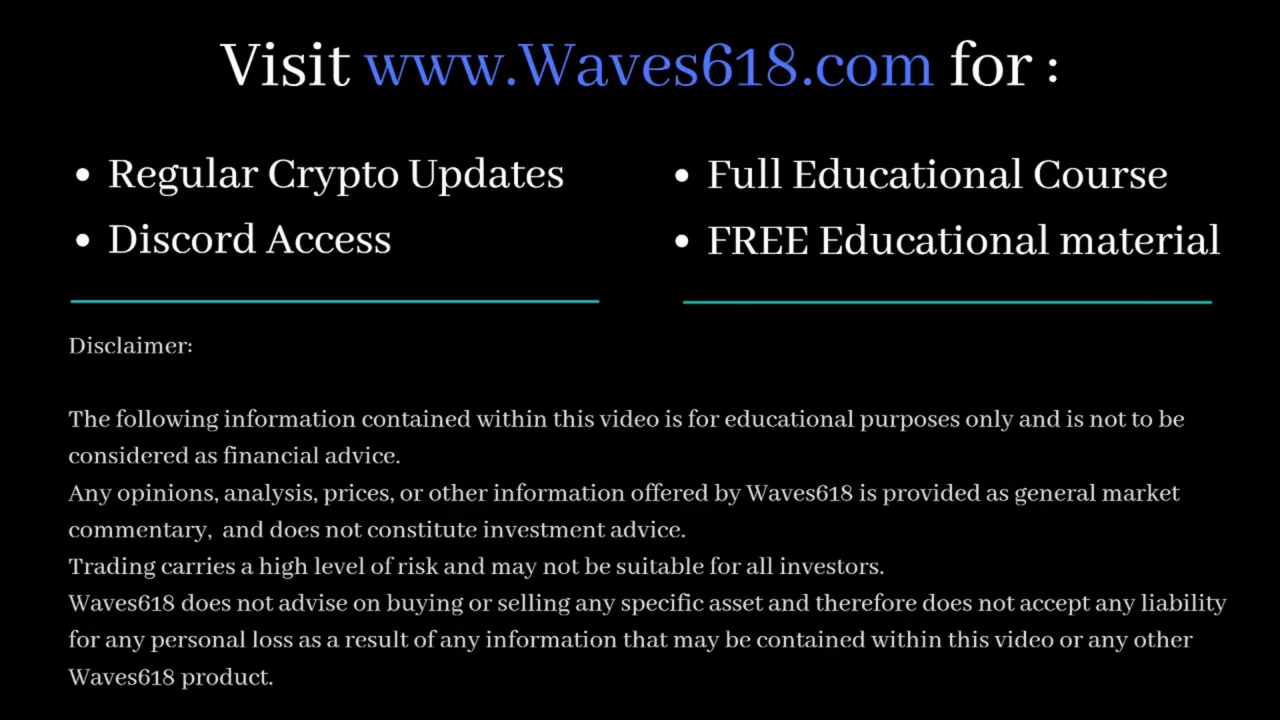 Visit www.Waves618.com for :
• Regular Crypto Updates
• Discord Access
• Full Educational Course
• FREE Educational material
Disclaimer:
The following information contained within this video is for educational purposes only and is not to be
considered as financial advice.
Any opinions, analysis, prices, or other information offered by Waves618 is provided as general market
commentary,  and does not constitute investment advice.
Trading carries a high level of risk and may not be suitable for all investors.
Waves618 does not advise on buying or selling any specific asset and therefore does not accept any liability
for any personal loss as a result of any information that may be contained within this video or any other
Waves618 product.